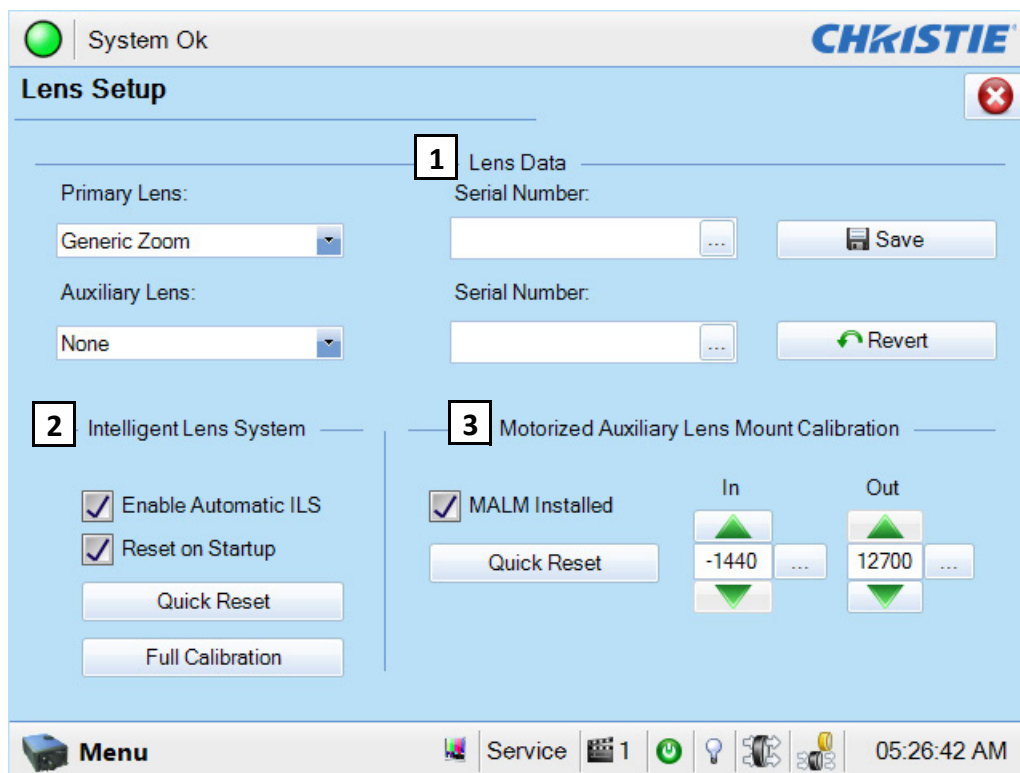 System Ok
CHRISTIE
Lens Setup
1 Lens Data
Primary Lens:
Serial Number:
Generic Zoom
...
Save
Auxiliary Lens:
Serial Number:
None
...
Revert
2 Intelligent Lens System
3 Motorized Auxiliary Lens Mount Calibration
Enable Automatic ILS
Reset on Startup
Quick Reset
Full Calibration
MALM Installed
Quick Reset
In
-1440
...
Out
12700
...
Menu
Service
1
05:26:42 AM